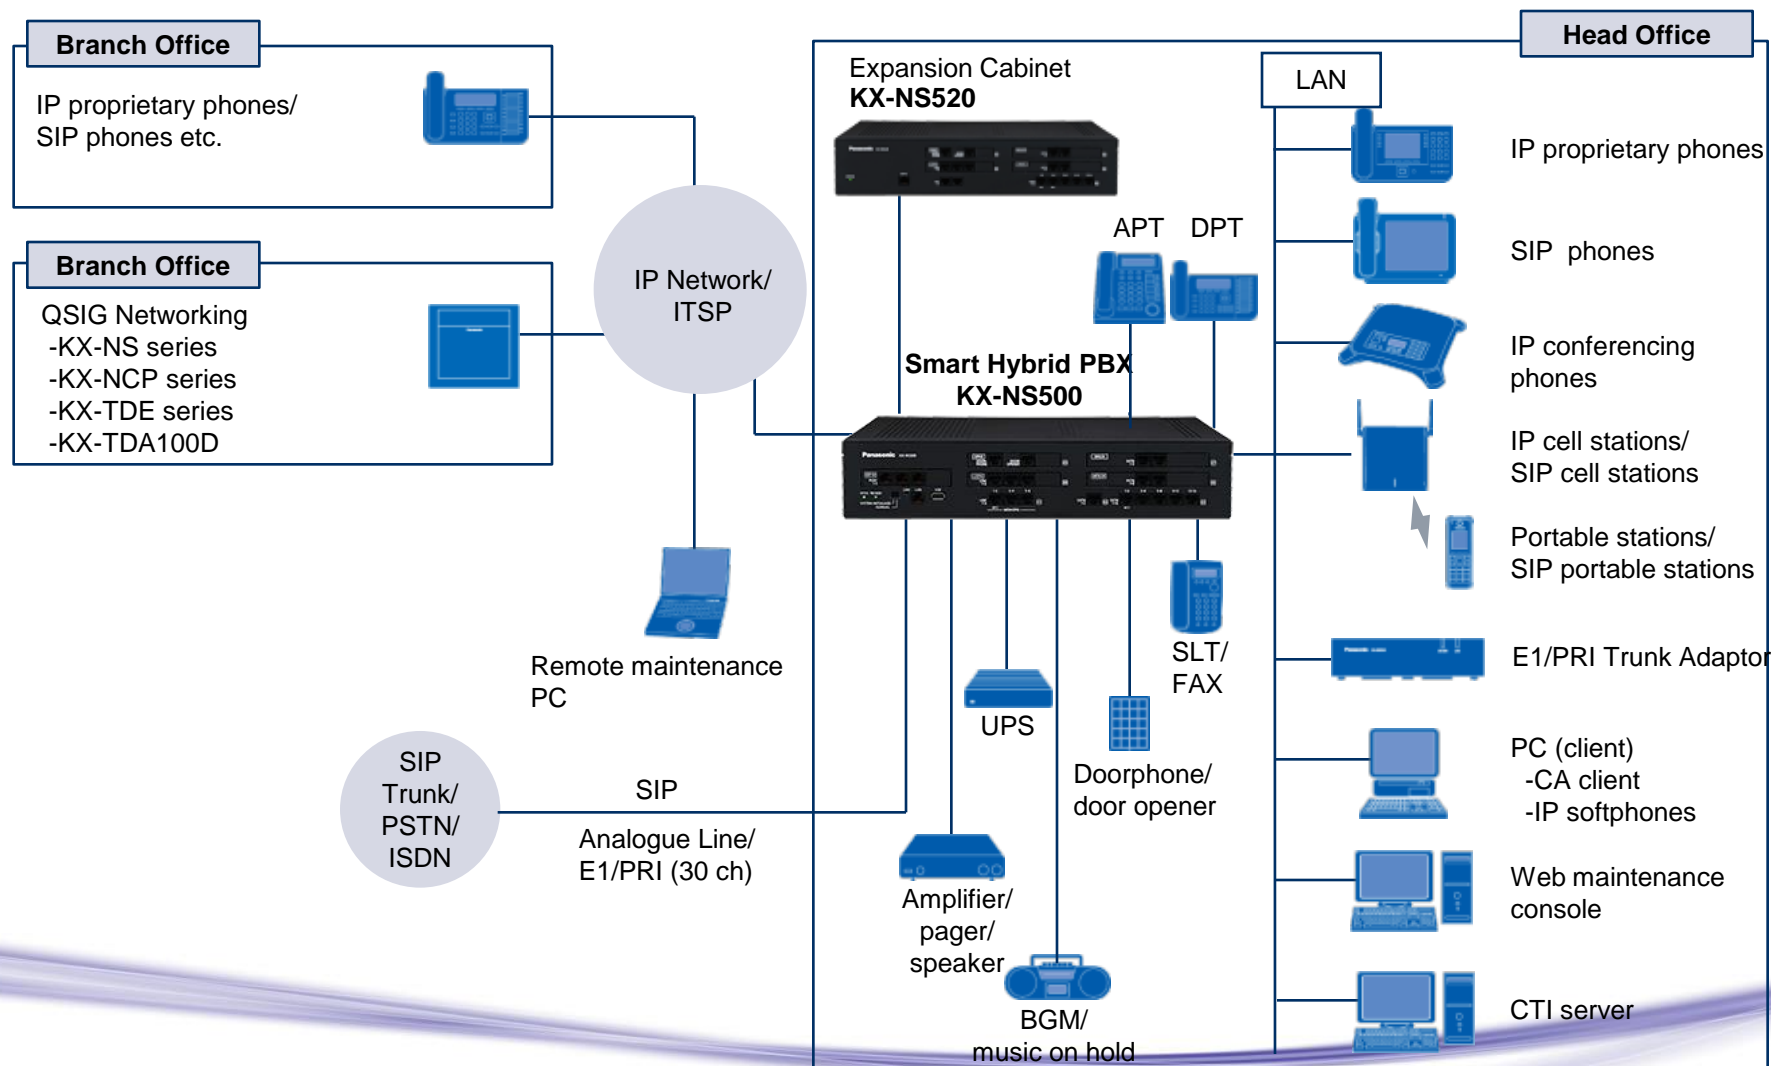 Branch Office
IP proprietary phones/
SIP phones etc.
Branch Office
QSIG Networking
-KX-NS series
-KX-NCP series
-KX-TDE series
-KX-TDA100D
IP Network/
ITSP
Remote maintenance
PC
SIP
Trunk/
PSTN/
ISDN
SIP
Analogue Line/
E1/PRI (30 ch)
Head Office
Expansion Cabinet
KX-NS520
Panasonic
APT DPT
Smart Hybrid PBX
KX-NS500
Panasonic
SLT/
FAX
UPS
Doorphone/
door opener
Amplifier/
pager/
speaker
BGM/
music on hold
LAN
IP proprietary phones
SIP phones
IP conferencing
phones
IP cell stations/
SIP cell stations
Portable stations/
SIP portable stations
E1/PRI Trunk Adaptor
PC (client)
-CA client
-IP softphones
Web maintenance
console
CTI server